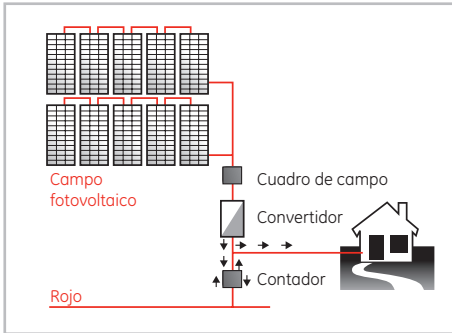 Campo
fotovoltaico
Cuadro de campo
Convertidor
Contador
Rojo